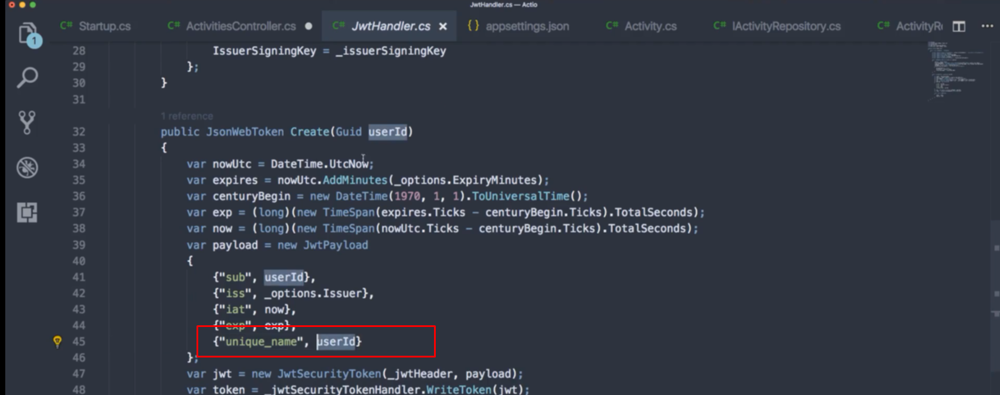 JwtHandler.cs — Actio
C# Startup.cs C# ActivitiesController.cs ● C# JwtHandler.cs × {} appsettings.json C# Activity.cs C# IActivityRepository.cs C# ActivityRe
1
28 IssuerSigningKey = _issuerSigningKey
29 };
30 }
31
1 reference
32 public JsonWebToken Create(Guid userId)
33 {
34 var nowUtc = DateTime.UtcNow;
35 var expires = nowUtc.AddMinutes(_options.ExpiryMinutes);
36 var centuryBegin = new DateTime(1970, 1, 1).ToUniversalTime();
37 var exp = (long)(new TimeSpan(expires.Ticks - centuryBegin.Ticks).TotalSeconds);
38 var now = (long)(new TimeSpan(nowUtc.Ticks - centuryBegin.Ticks).TotalSeconds);
39 var payload = new JwtPayload
40 {
41 {"sub", userId},
42 {"iss", _options.Issuer},
43 {"iat", now},
44 {"exp", exp},
45 {"unique_name", userId}
46 };
47 var jwt = new JwtSecurityToken(_jwtHeader, payload);
48 var token = _jwtSecurityTokenHandler.WriteToken(jwt);